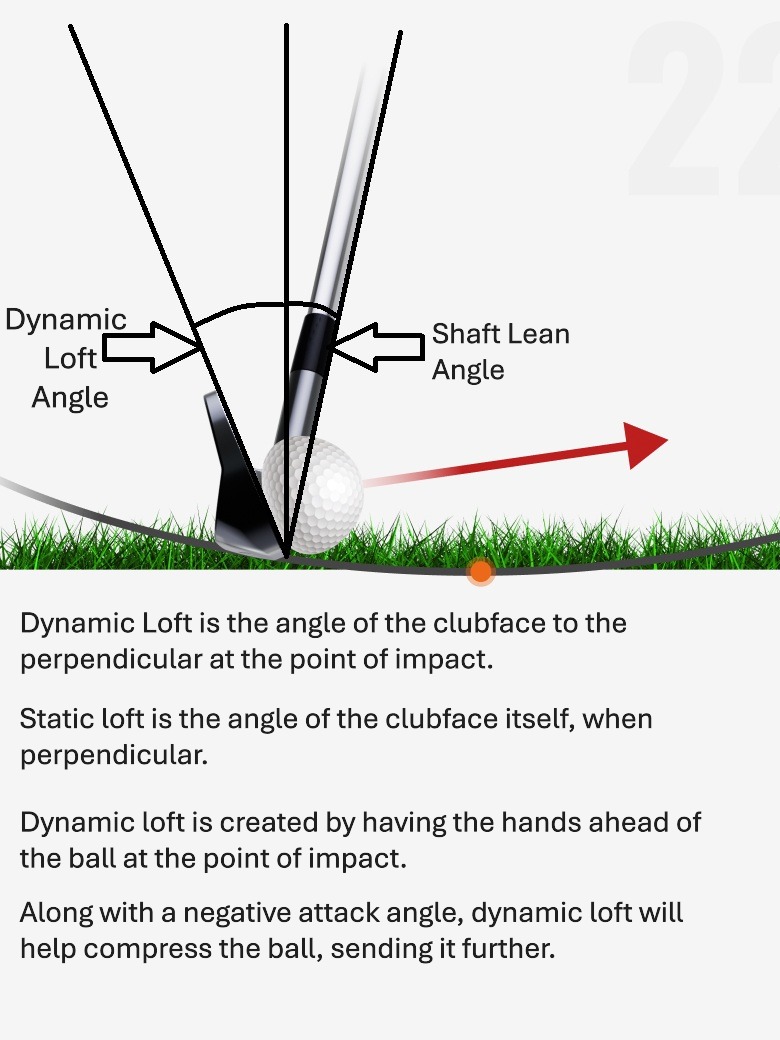 22
Dynamic
Loft
Angle
Shaft Lean
Angle
Dynamic Loft is the angle of the clubface to the
perpendicular at the point of impact.
Static loft is the angle of the clubface itself, when
perpendicular.
Dynamic loft is created by having the hands ahead of
the ball at the point of impact.
Along with a negative attack angle, dynamic loft will
help compress the ball, sending it further.